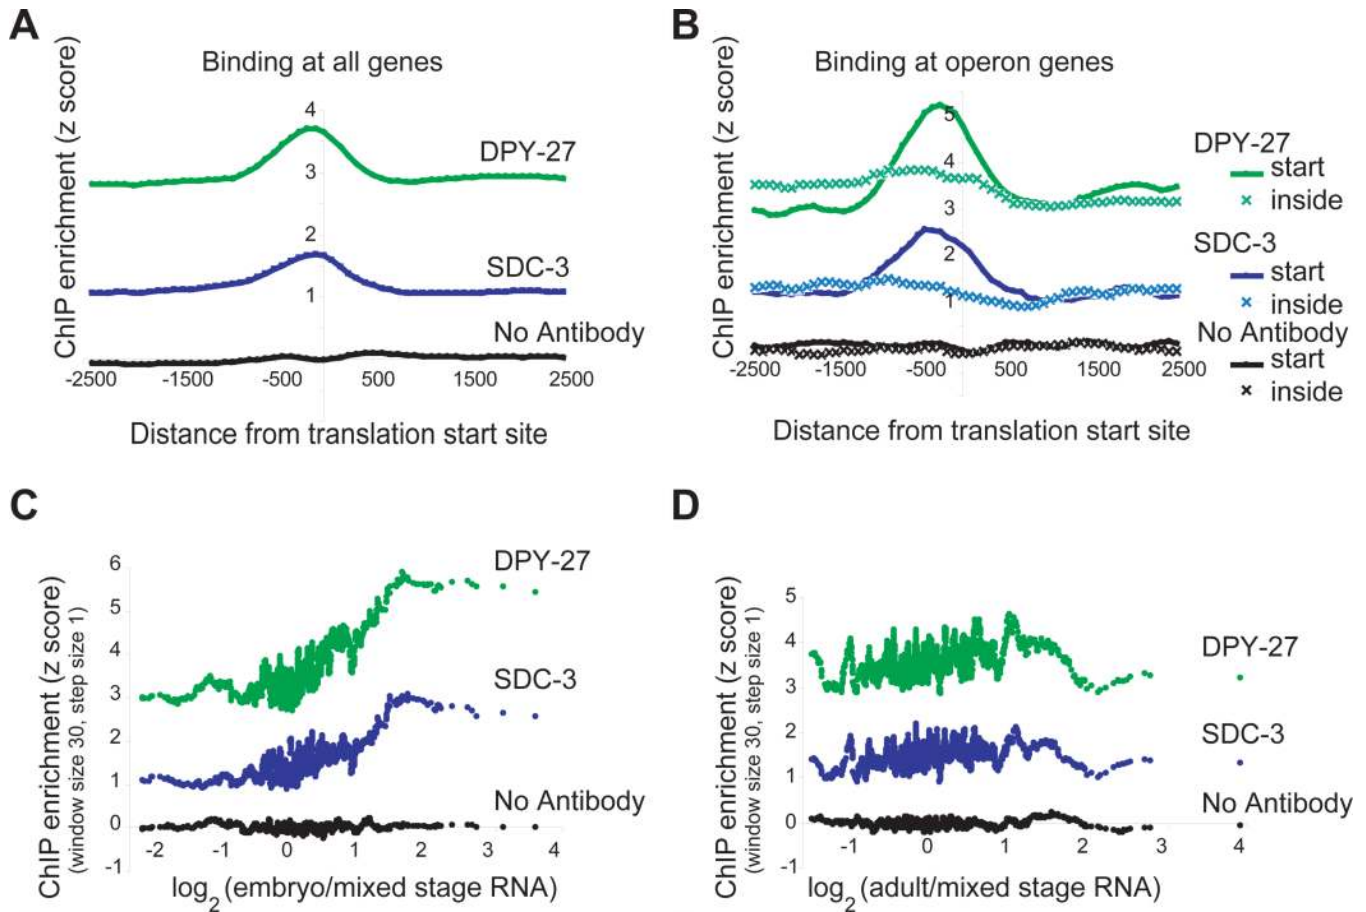 A
Binding at all genes
ChIP enrichment (z score)
4
3
2
1
DPY-27
SDC-3
No Antibody
-2500 -1500 -500 500 1500 2500
Distance from translation start site
B
Binding at operon genes
ChIP enrichment (z score)
5
4
3
2
1
DPY-27
start
inside
SDC-3
start
inside
No Antibody
start
inside
-2500 -1500 -500 500 1500 2500
Distance from translation start site
C
ChIP enrichment (z score)
(window size 30, step size 1)
6
5
4
3
2
1
0
-1
DPY-27
SDC-3
No Antibody
-2 -1 0 1 2 3 4
log2 (embryo/mixed stage RNA)
D
ChIP enrichment (z score)
(window size 30, step size 1)
5
4
3
2
1
0
-1
DPY-27
SDC-3
No Antibody
-1 0 1 2 3 4
log2 (adult/mixed stage RNA)